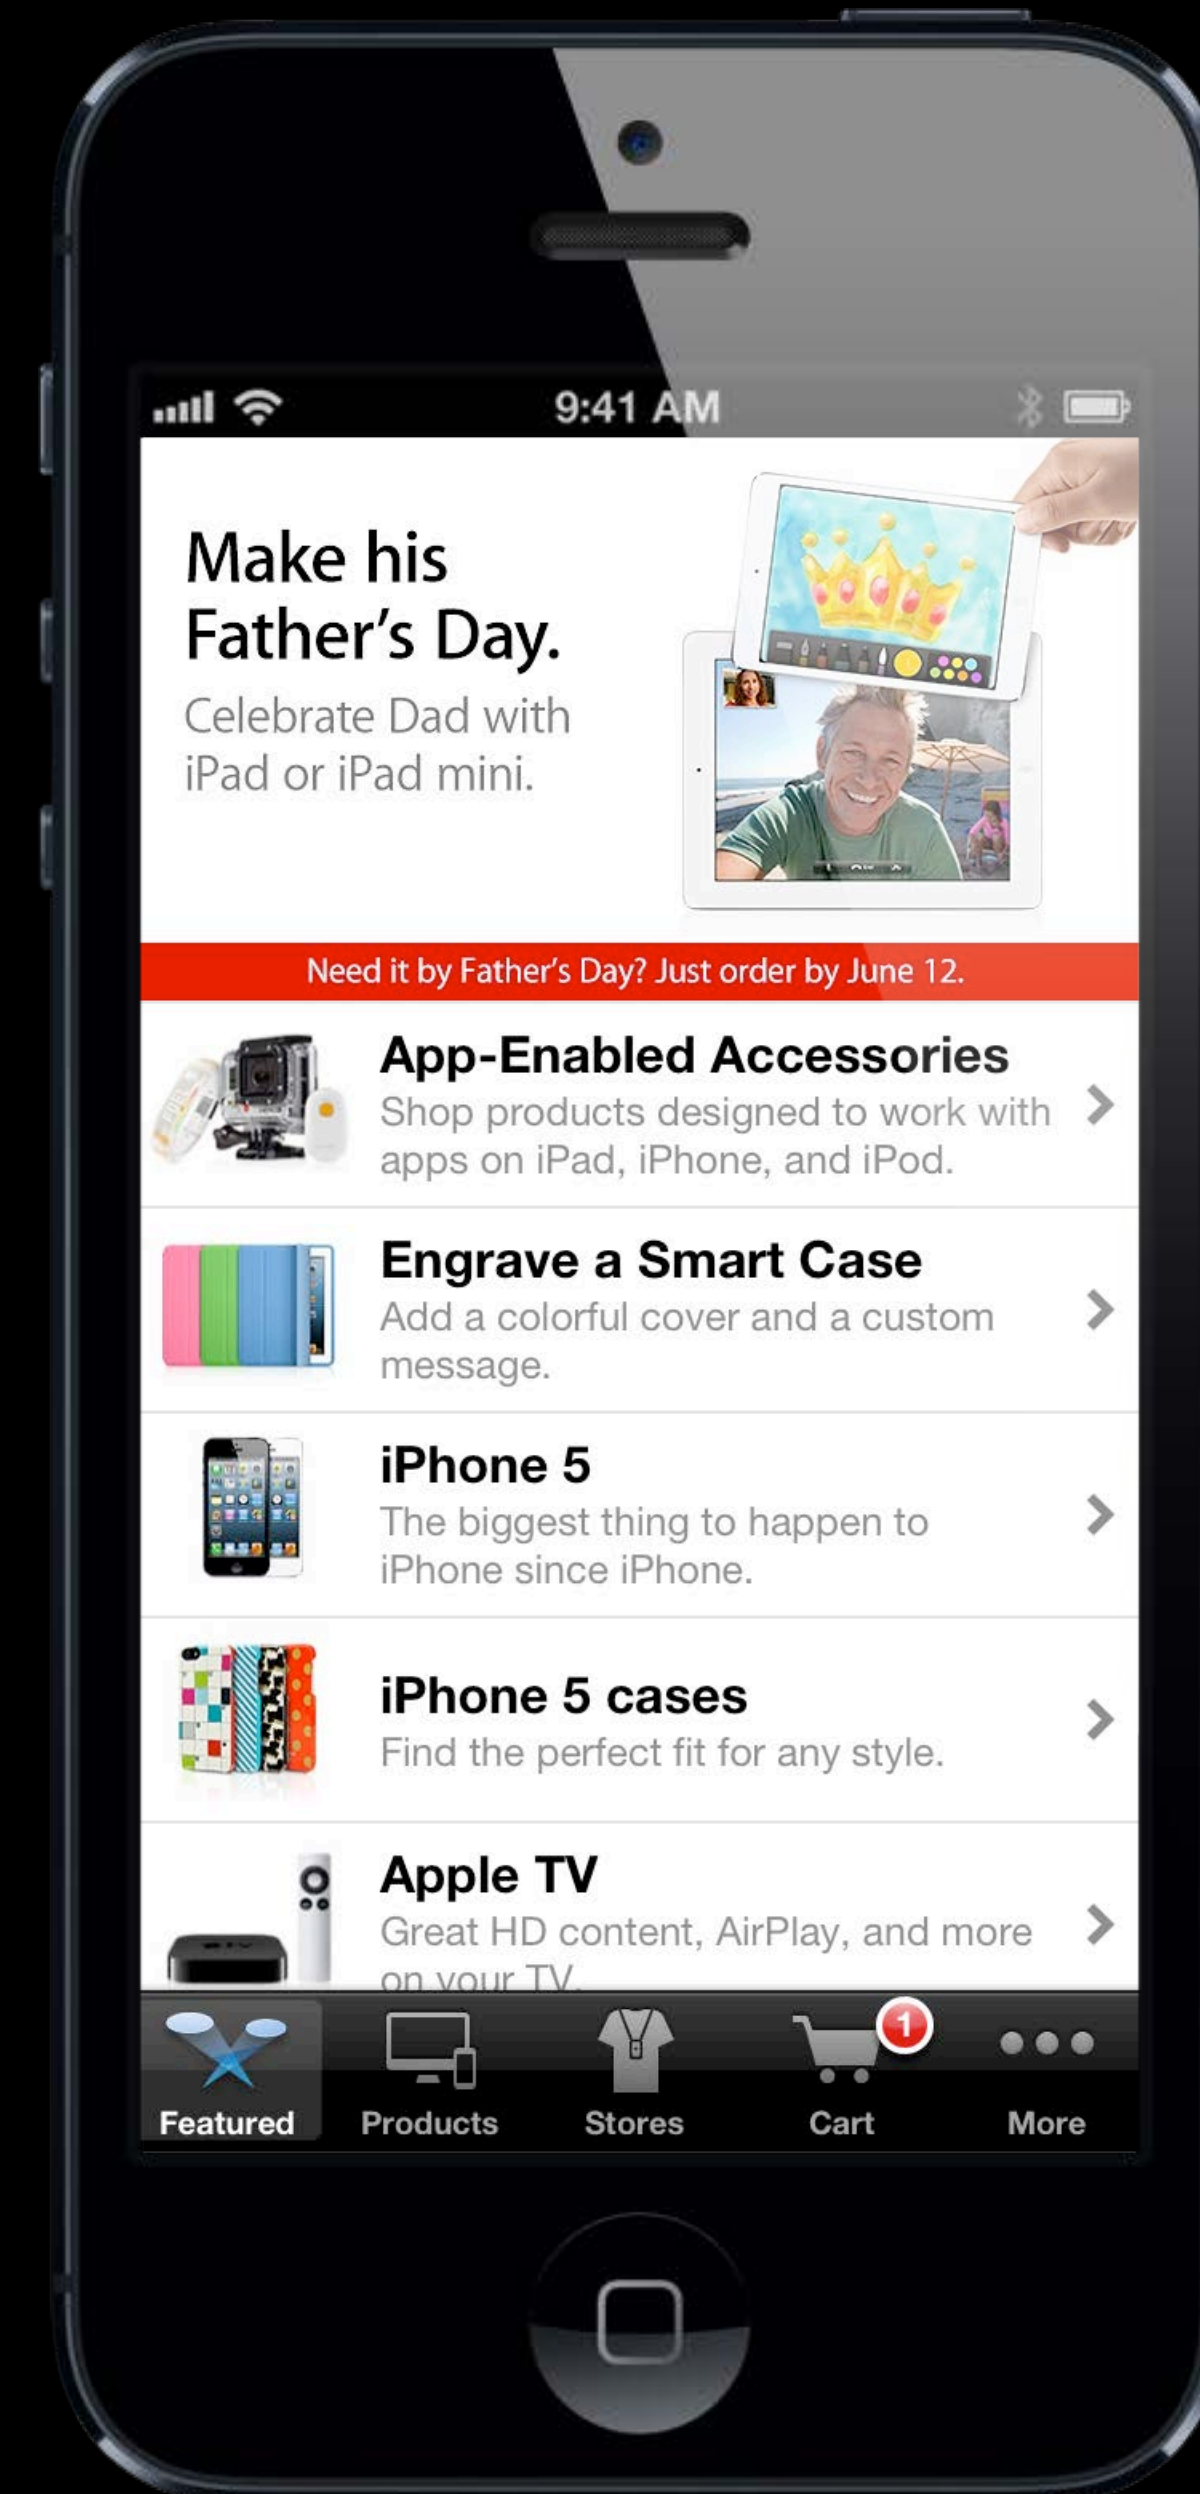 9:41 AM
Make his
Father's Day.
Celebrate Dad with
iPad or iPad mini.
Need it by Father's Day? Just order by June 12.
App-Enabled Accessories
Shop products designed to work with
apps on iPad, iPhone, and iPod.
Engrave a Smart Case
Add a colorful cover and a custom
message.
iPhone 5
The biggest thing to happen to
iPhone since iPhone.
iPhone 5 cases
Find the perfect fit for any style.
Apple TV
Great HD content, AirPlay, and more
on your TV.
1
Featured
Products
Stores
Cart
More